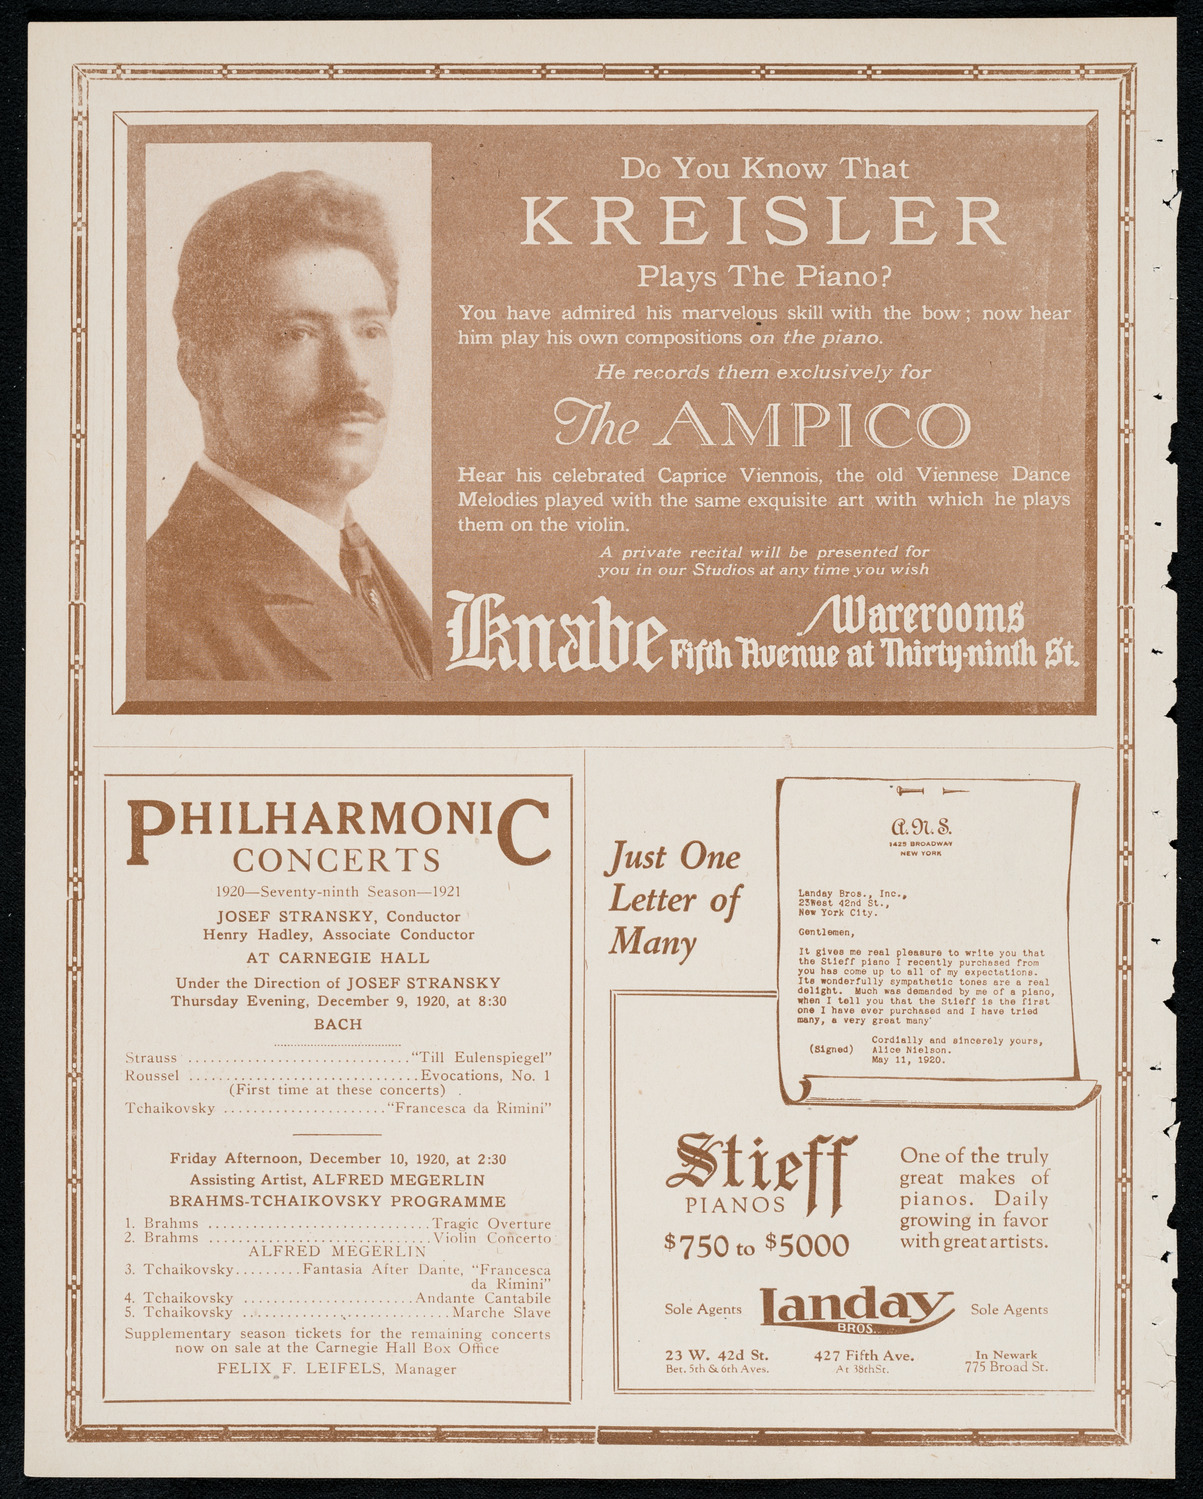 Do You Know That
KREISLER
Plays The Piano?
You have admired his marvelous skill with the bow; now hear
him play his own compositions on the piano.
He records them exclusively for
The AMPICO
Hear his celebrated Caprice Viennois, the old Viennese Dance
Melodies played with the same exquisite art with which he plays
them on the violin.
A private recital will be presented for
you in our Studios at any time you wish
Knabe Warerooms
Fifth Avenue at Thirty-ninth St.
PHILHARMONIC
CONCERTS
1920—Seventy-ninth Season—1921
JOSEF STRANSKY, Conductor
Henry Hadley, Associate Conductor
AT CARNEGIE HALL
Under the Direction of JOSEF STRANSKY
Thursday Evening, December 9, 1920, at 8:30
BACH
Strauss ..............................“Till Eulenspiegel”
Roussel ...............................Evocations, No. 1
(First time at these concerts)
Tchaikovsky ......................“Francesca da Rimini”
Friday Afternoon, December 10, 1920, at 2:30
Assisting Artist, ALFRED MEGERLIN
BRAHMS-TCHAIKOVSKY PROGRAMME
1. Brahms ..............................Tragic Overture
2. Brahms ..............................Violin Concerto
ALFRED MEGERLIN
3. Tchaikovsky.........Fantasia After Dante, “Francesca
da Rimini”
4. Tchaikovsky .......................Andante Cantabile
5. Tchaikovsky ............................Marche Slave
Supplementary season tickets for the remaining concerts
now on sale at the Carnegie Hall Box Office
FELIX F. LEIFELS, Manager
Just One
Letter of
Many
A.N.S.
1425 BROADWAY
NEW YORK
Landay Bros., Inc.,
23West 42nd St.,
New York City.
Gentlemen,
It gives me real pleasure to write you that
the Stieff piano I recently purchased from
you has come up to all of my expectations.
Its wonderfully sympathetic tones are a real
delight. Much was demanded by me of a piano,
when I tell you that the Stieff is the first
one I have ever purchased and I have tried
many, a very great many'
Cordially and sincerely yours,
(Signed) Alice Nielson.
May 11, 1920.
Stieff
PIANOS
$750 to $5000
One of the truly
great makes of
pianos. Daily
growing in favor
with great artists.
Sole Agents Landay BROS. Sole Agents
23 W. 42d St. 427 Fifth Ave. In Newark
Bet. 5th & 6th Aves. At 38th St. 775 Broad St.